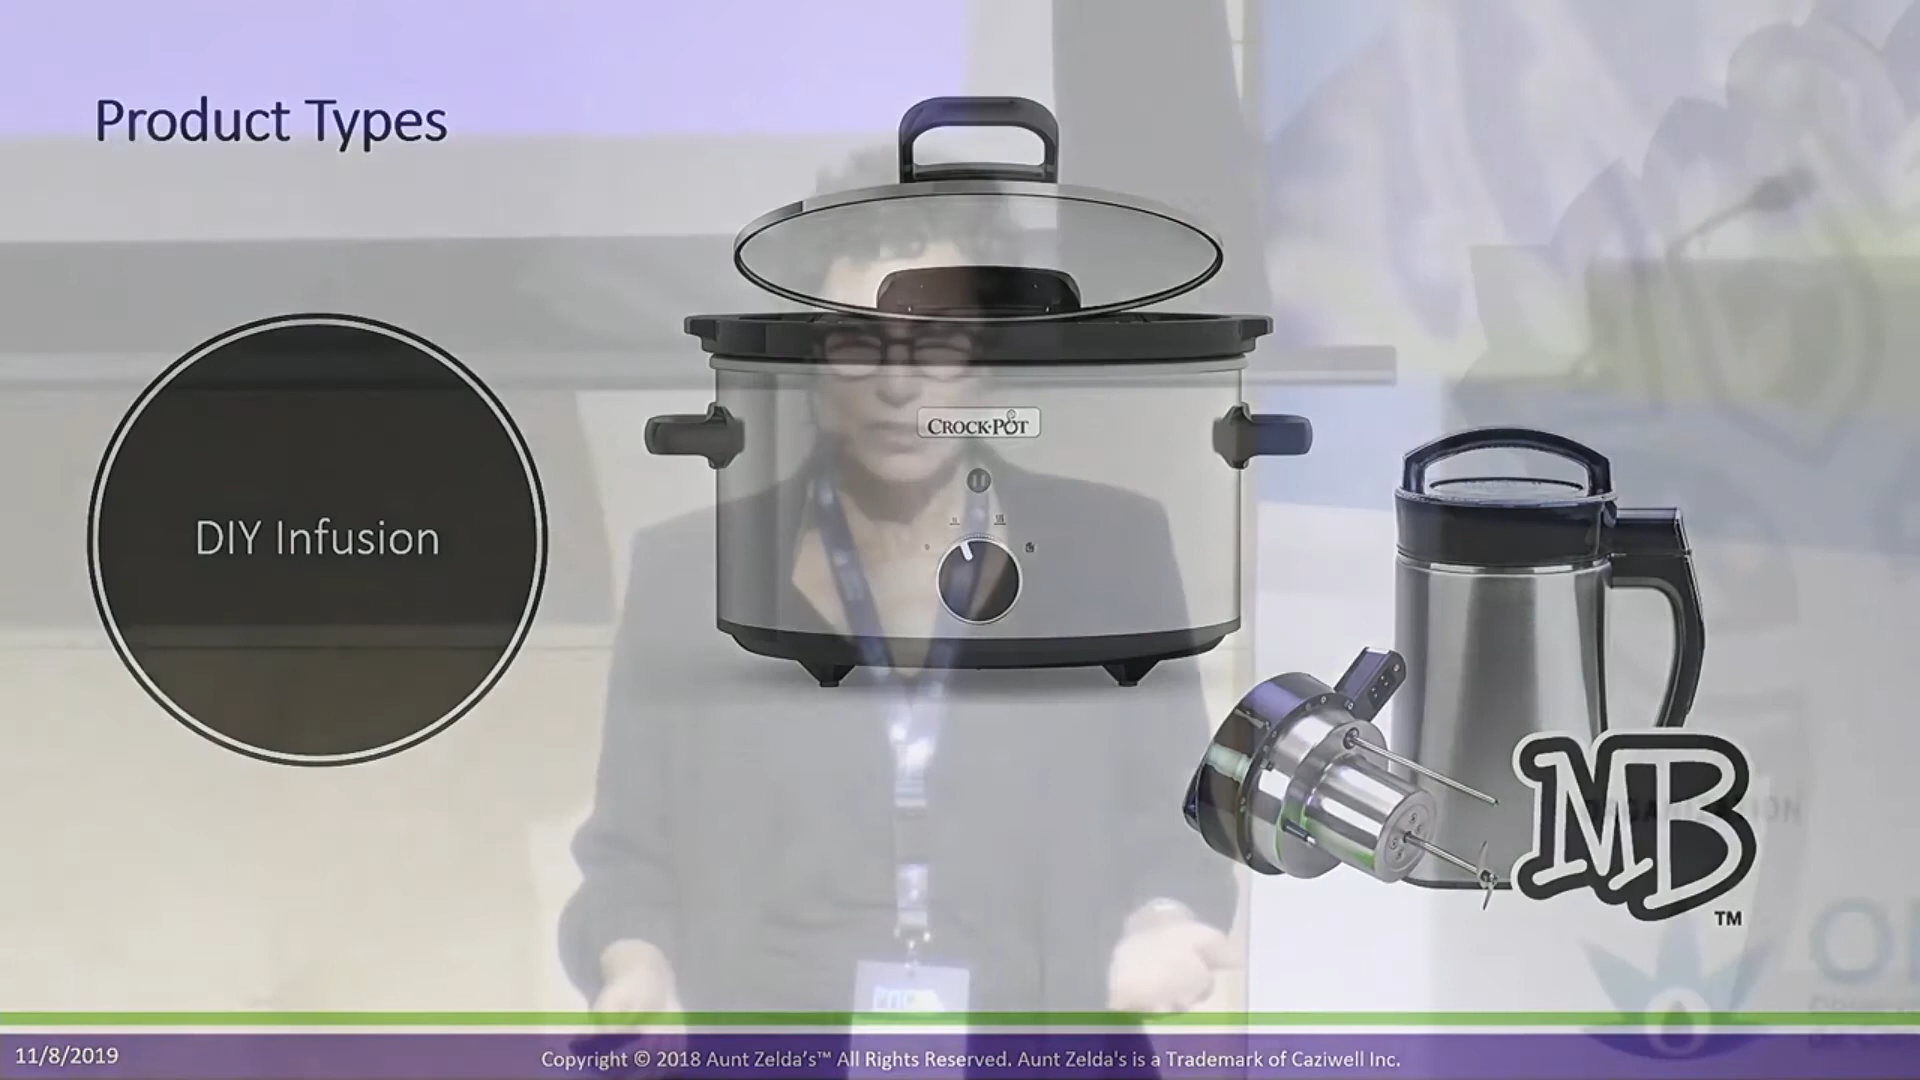 Product Types
DIY Infusion
CROCK-POT
MB
TM
11/8/2019
Copyright © 2018 Aunt Zelda's™ All Rights Reserved. Aunt Zelda's is a Trademark of Caziwell Inc.